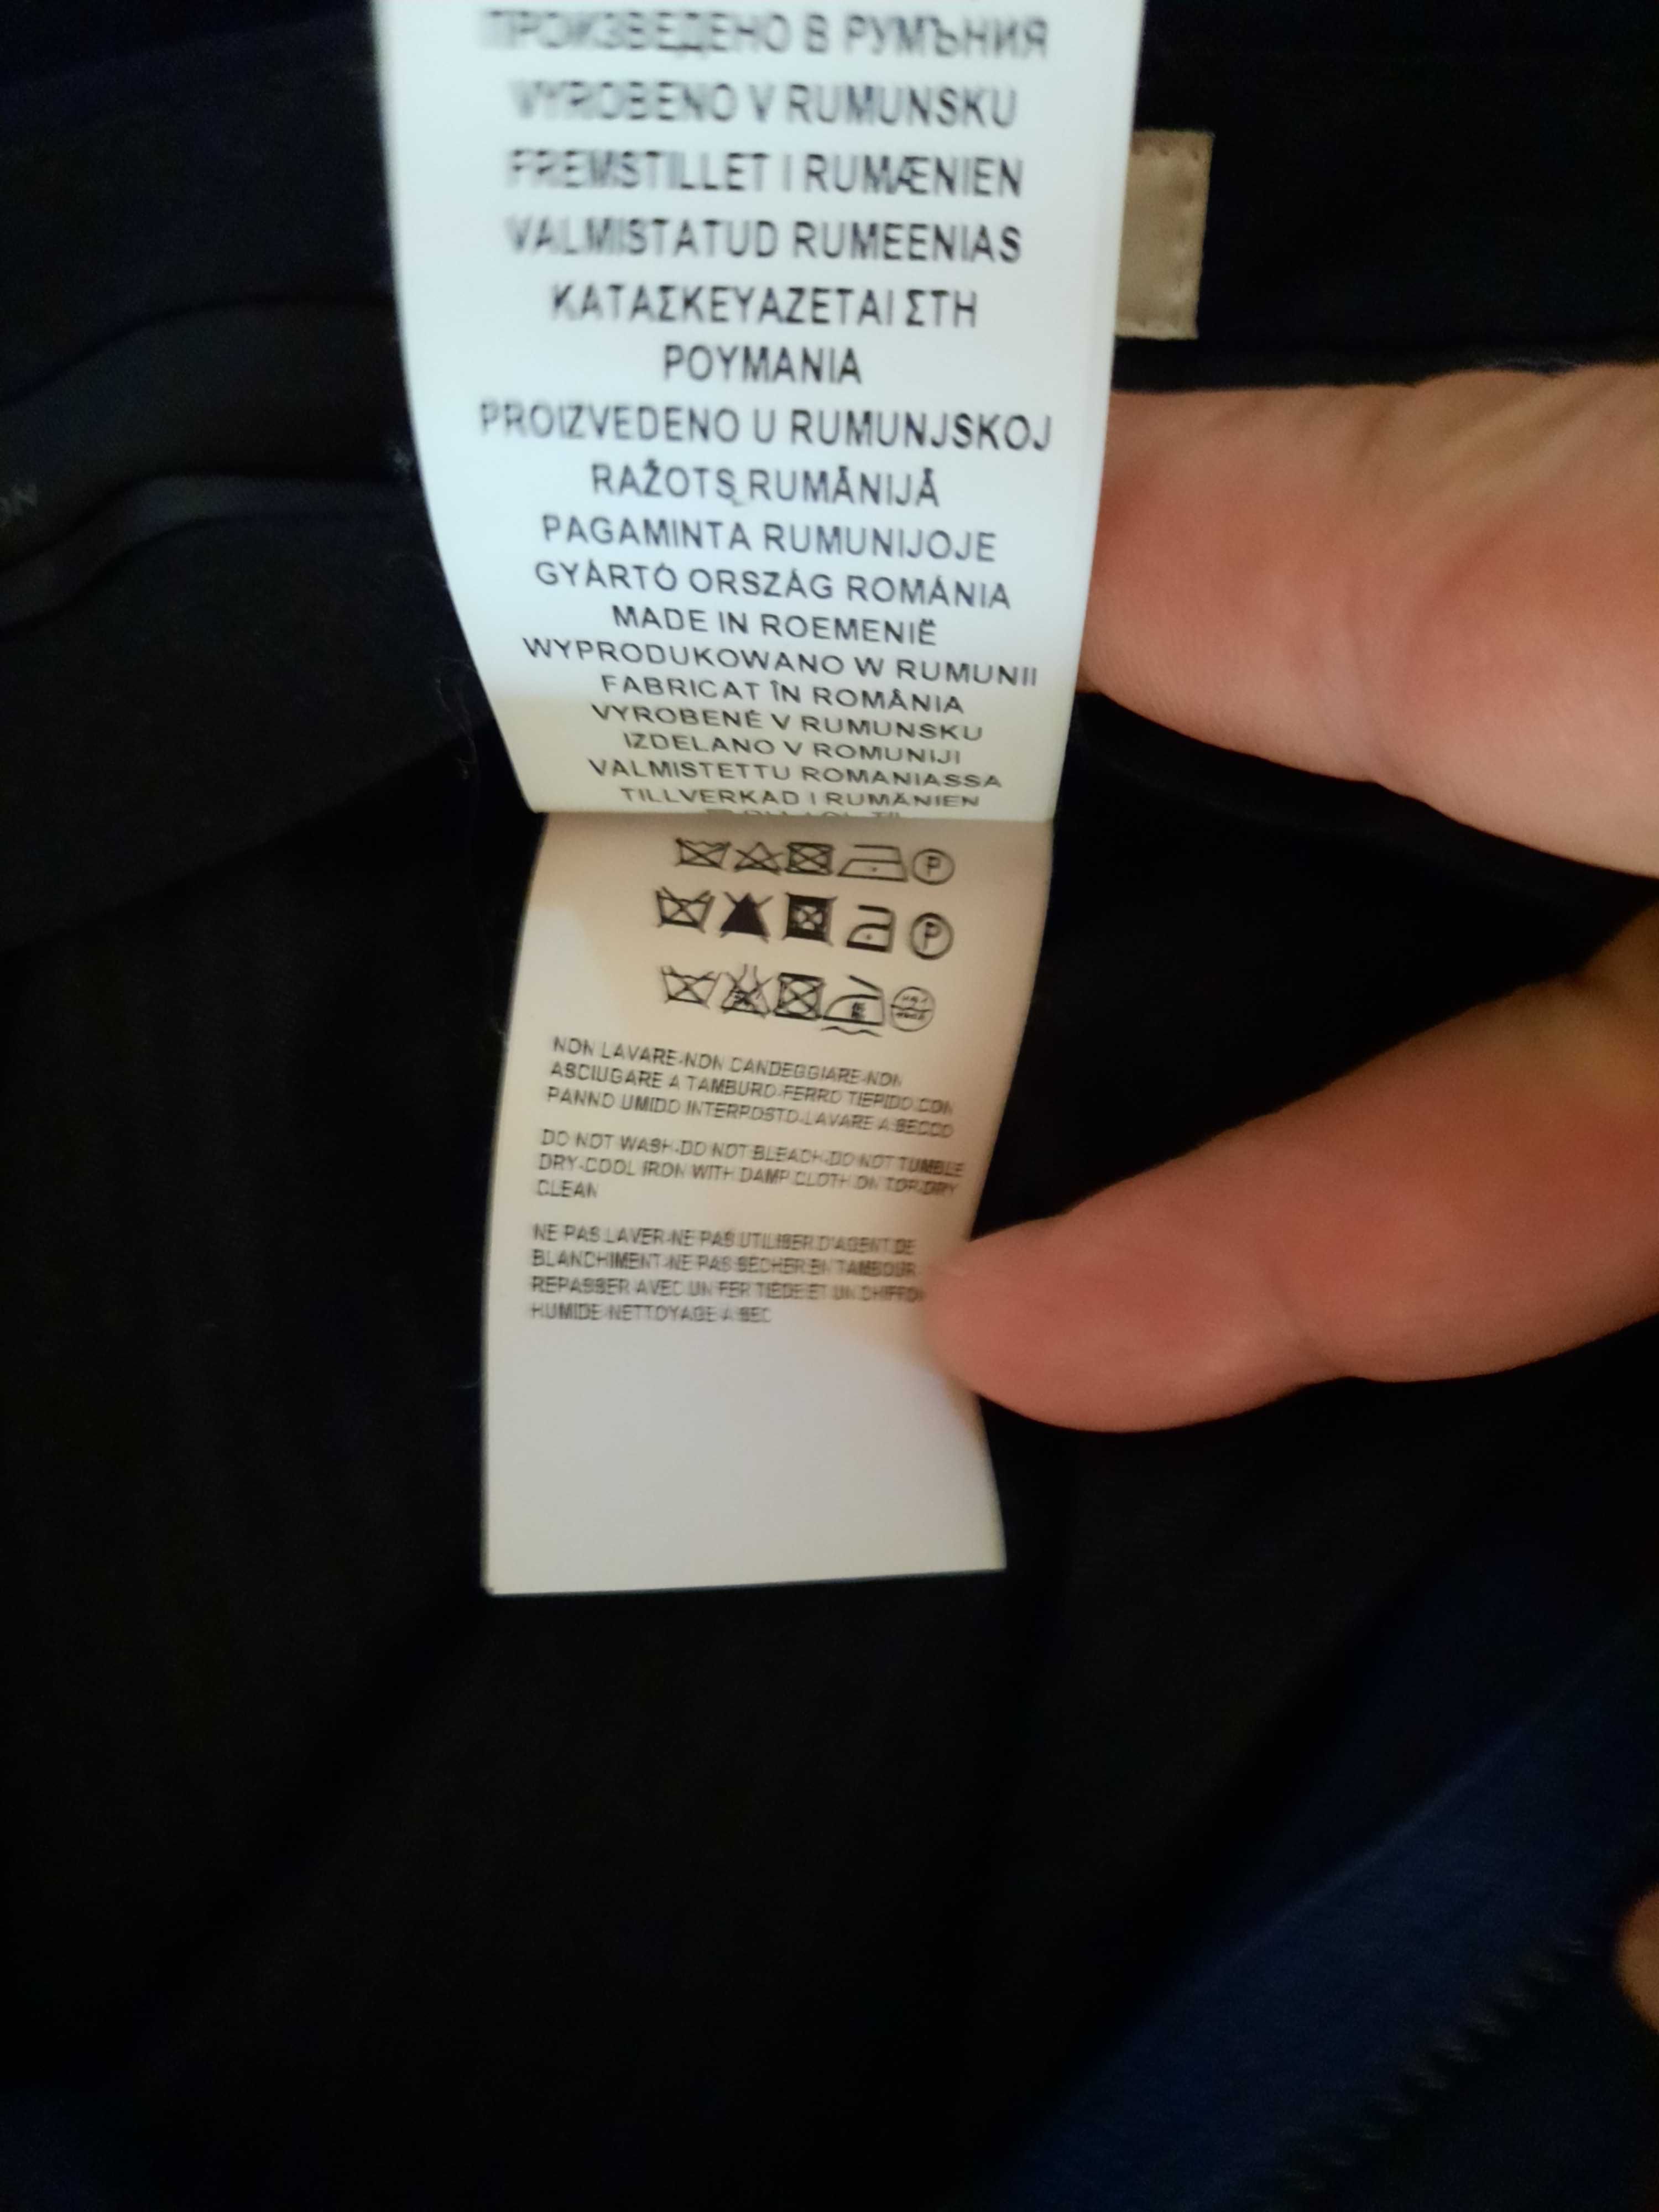 ПРОИЗВЕДЕНО В РУМЪНИЯ
VYROBENO V RUMUNSKU
FREMSTILLET I RUMÆNIEN
VALMISTATUD RUMEENIAS
ΚΑΤΑΣΚΕΥΑΖΕΤΑΙ ΣΤΗ
ΡΟΥΜΑΝΙΑ
PROIZVEDENO U RUMUNJSKOJ
RAŽOTS RUMĀNIJĀ
PAGAMINTA RUMUNIJOJE
GYÁRTÓ ORSZÁG ROMÁNIA
MADE IN ROEMENIË
WYPRODUKOWANO W RUMUNII
FABRICAT ÎN ROMÂNIA
VYROBENÉ V RUMUNSKU
IZDELANO V ROMUNIJI
VALMISTETTU ROMANIASSA
TILLVERKAD I RUMÄNIEN
P
P
NON LAVARE-NON CANDEGGIARE-NON
ASCIUGARE A TAMBURO-FERRO TIEPIDO CON
PANNO UMIDO INTERPOSTO-LAVARE A SECCO
DO NOT WASH-DO NOT BLEACH-DO NOT TUMBLE
DRY-COOL IRON WITH DAMP CLOTH ON TOP-DRY
CLEAN
NE PAS LAVER-NE PAS UTILISER D'AGENT DE
BLANCHIMENT-NE PAS SECHER EN TAMBOUR
REPASSER AVEC UN FER TIEDE ET UN CHIFFON
HUMIDE-NETTOYAGE A SEC